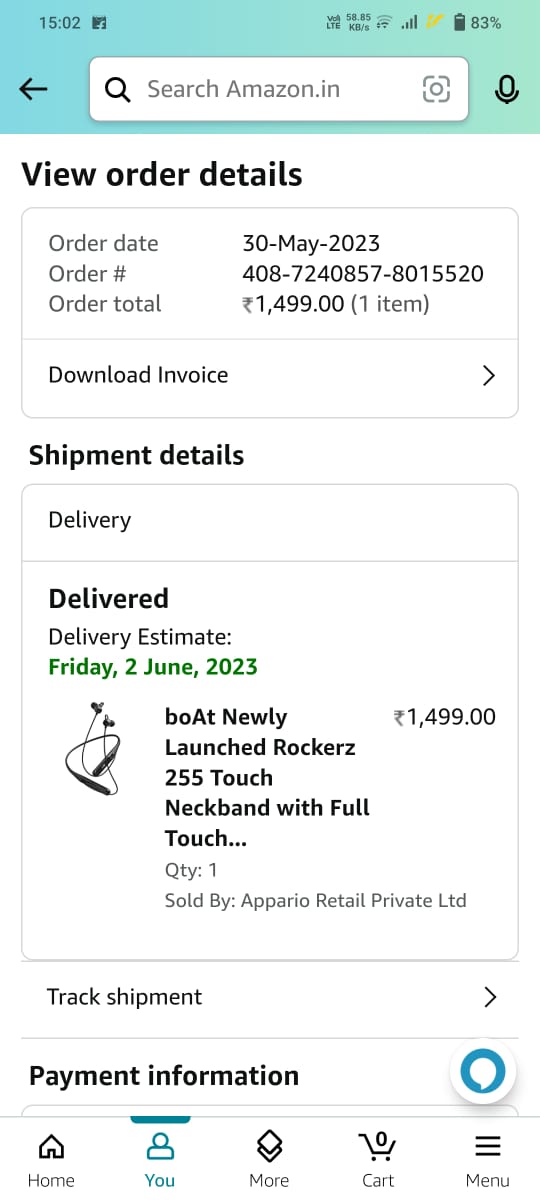 15:02
Vo) LTE 58.85 KB/s 83%
Search Amazon.in
View order details
Order date 30-May-2023
Order # 408-7240857-8015520
Order total ₹1,499.00 (1 item)
Download Invoice
Shipment details
Delivery
Delivered
Delivery Estimate:
Friday, 2 June, 2023
boAt Newly ₹1,499.00
Launched Rockerz
255 Touch
Neckband with Full
Touch...
Qty: 1
Sold By: Appario Retail Private Ltd
Track shipment
Payment information
0
Home You More Cart Menu